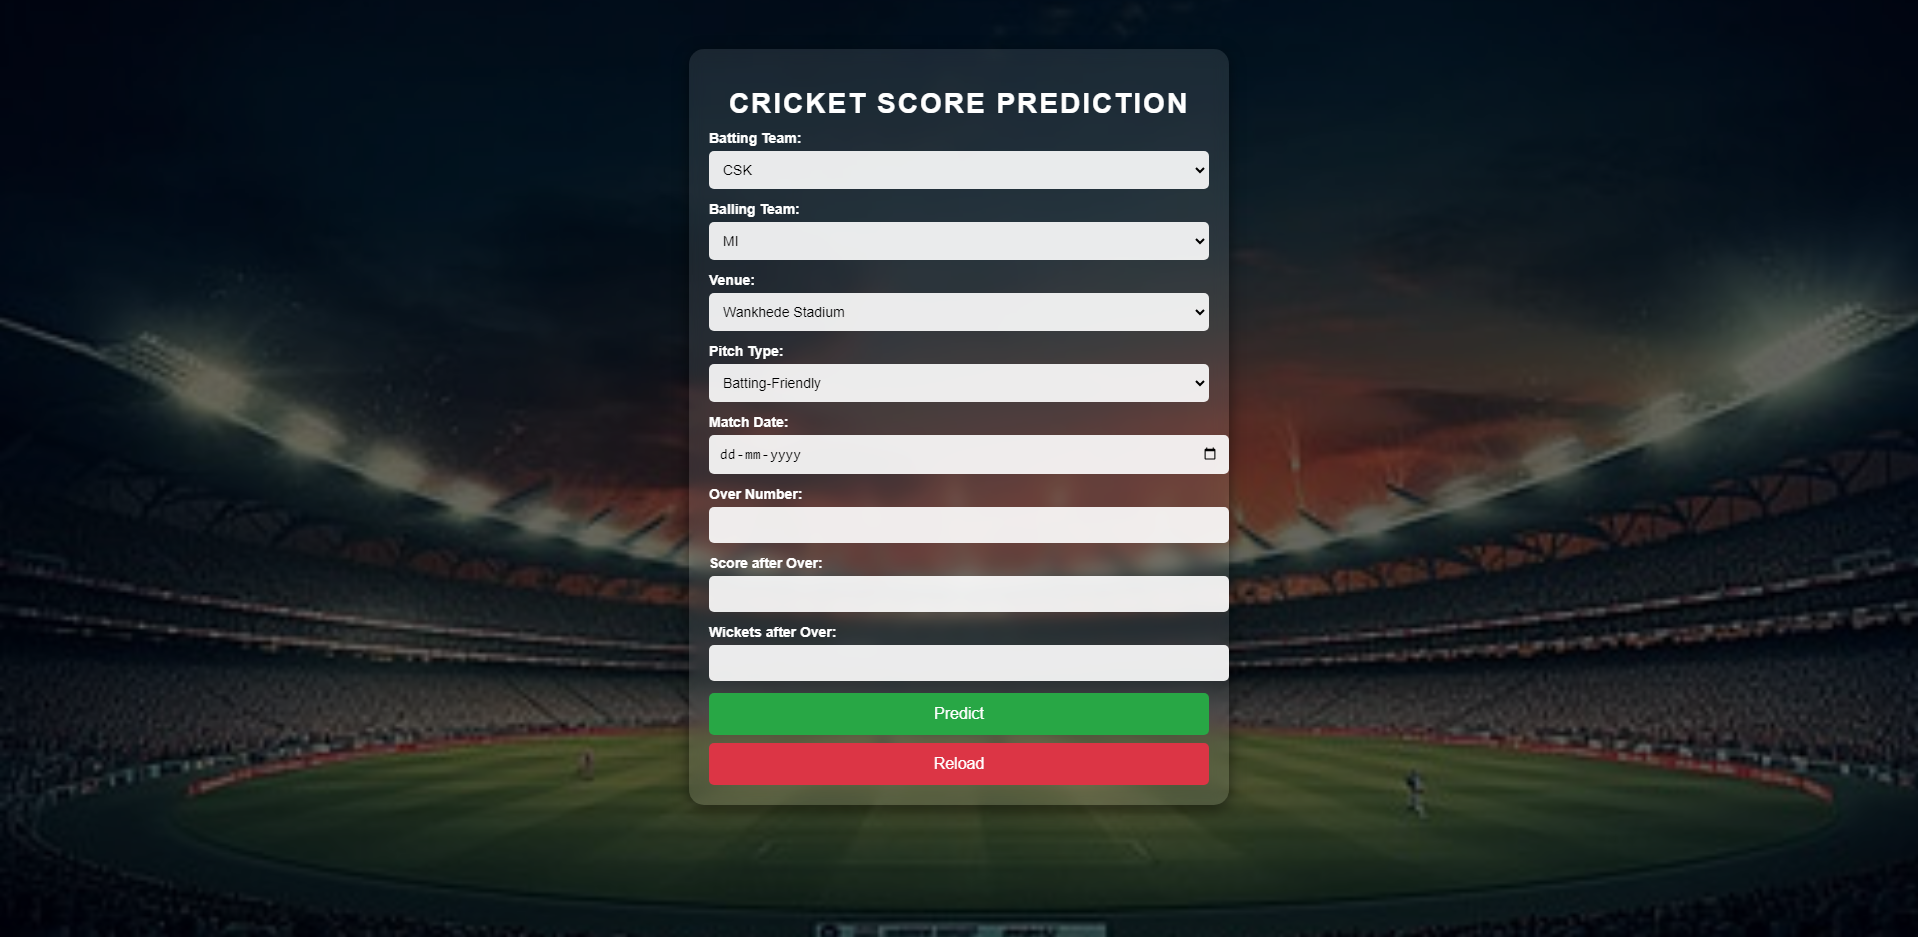 CRICKET SCORE PREDICTION
Batting Team:
CSK
Balling Team:
MI
Venue:
Wankhede Stadium
Pitch Type:
Batting-Friendly
Match Date:
dd-mm-yyyy
Over Number:
Score after Over:
Wickets after Over:
Predict
Reload